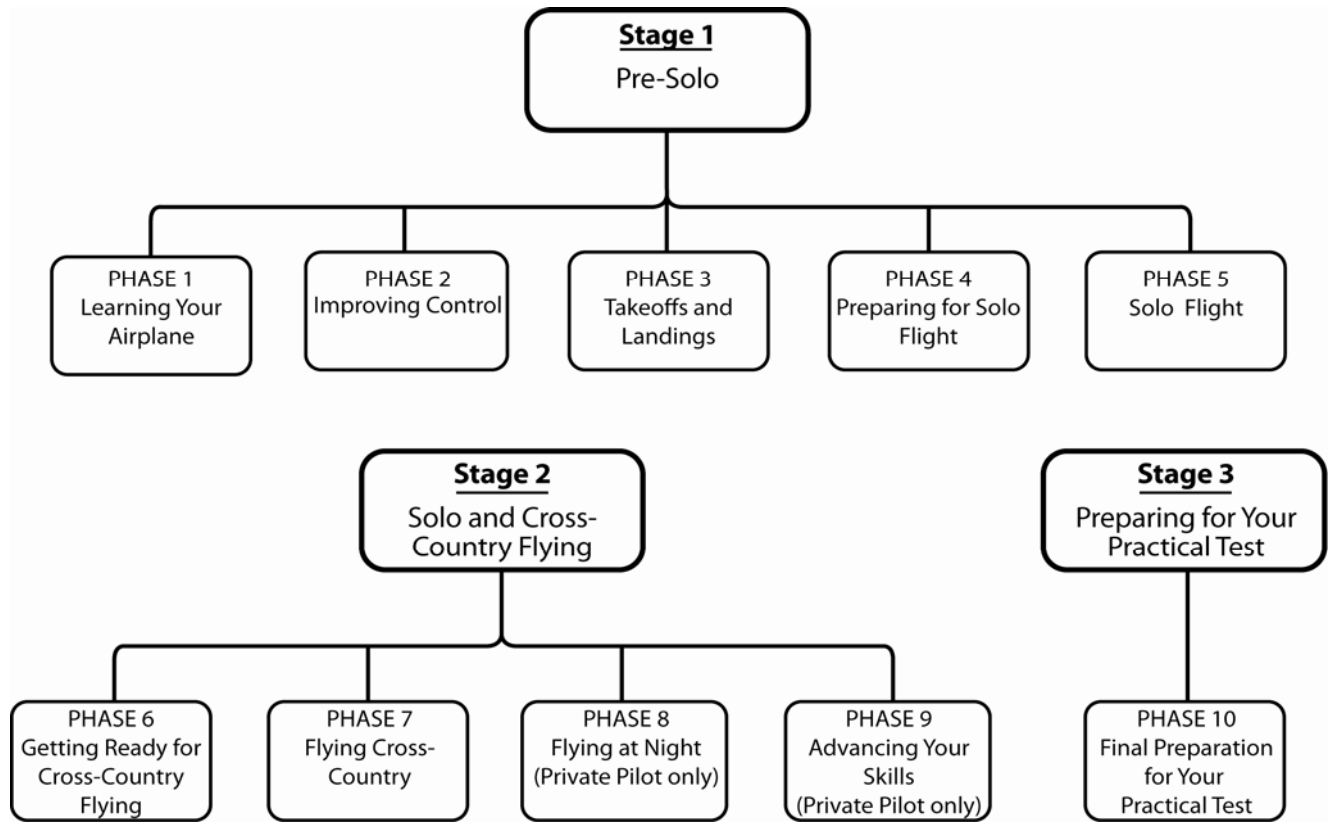 Stage 1
Pre-Solo
PHASE 1
Learning Your
Airplane
PHASE 2
Improving Control
PHASE 3
Takeoffs and
Landings
PHASE 4
Preparing for Solo
Flight
PHASE 5
Solo Flight
Stage 2
Solo and Cross-
Country Flying
Stage 3
Preparing for Your
Practical Test
PHASE 6
Getting Ready for
Cross-Country
Flying
PHASE 7
Flying Cross-
Country
PHASE 8
Flying at Night
(Private Pilot only)
PHASE 9
Advancing Your
Skills
(Private Pilot only)
PHASE 10
Final Preparation
for Your
Practical Test